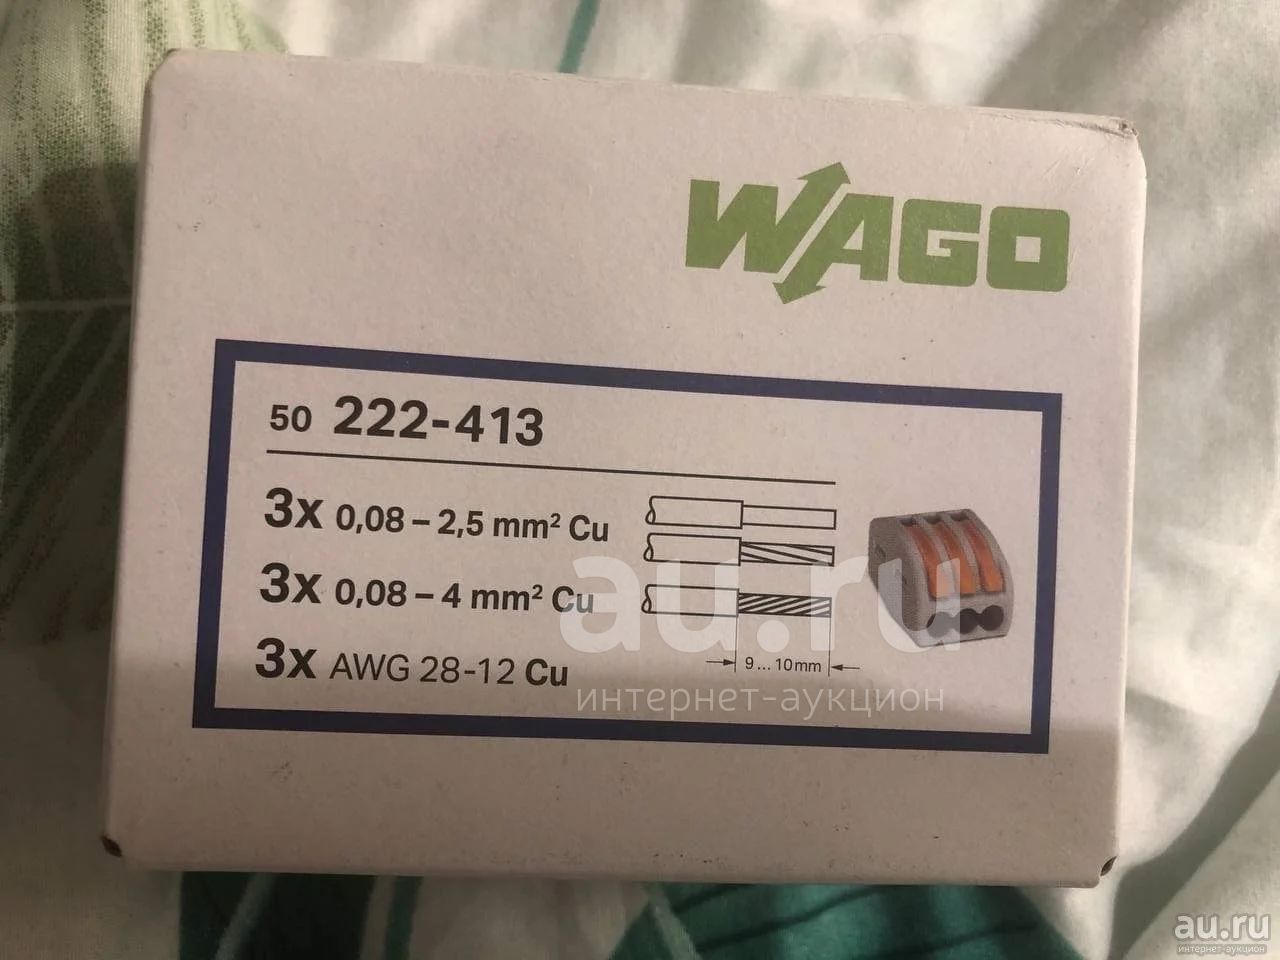 WAGO
50 222-413
3x 0,08 – 2,5 mm² Cu
3x 0,08 – 4 mm² Cu
3x AWG 28-12 Cu
9 ... 10 mm
au.ru
интернет-аукцион
au.ru
интернет-аукцион